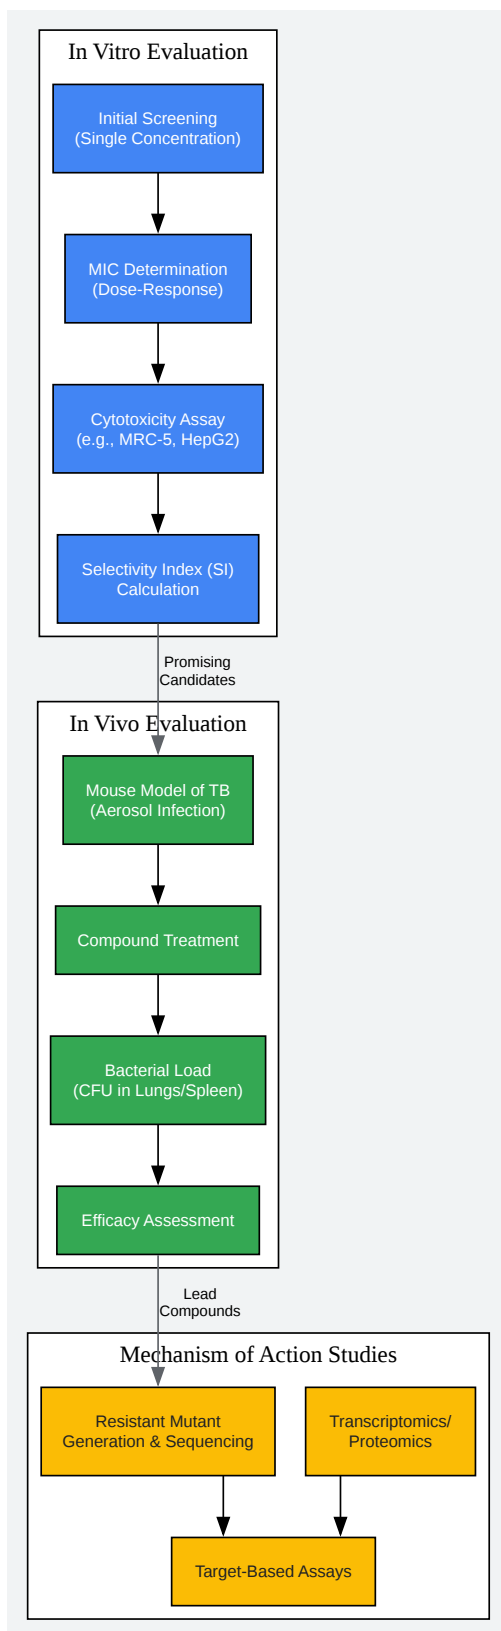 In Vitro Evaluation
Initial Screening
(Single Concentration)
MIC Determination
(Dose-Response)
Cytotoxicity Assay
(e.g., MRC-5, HepG2)
Selectivity Index (SI)
Calculation
Promising
Candidates
In Vivo Evaluation
Mouse Model of TB
(Aerosol Infection)
Compound Treatment
Bacterial Load
(CFU in Lungs/Spleen)
Efficacy Assessment
Lead
Compounds
Mechanism of Action Studies
Resistant Mutant
Generation & Sequencing
Transcriptomics/
Proteomics
Target-Based Assays